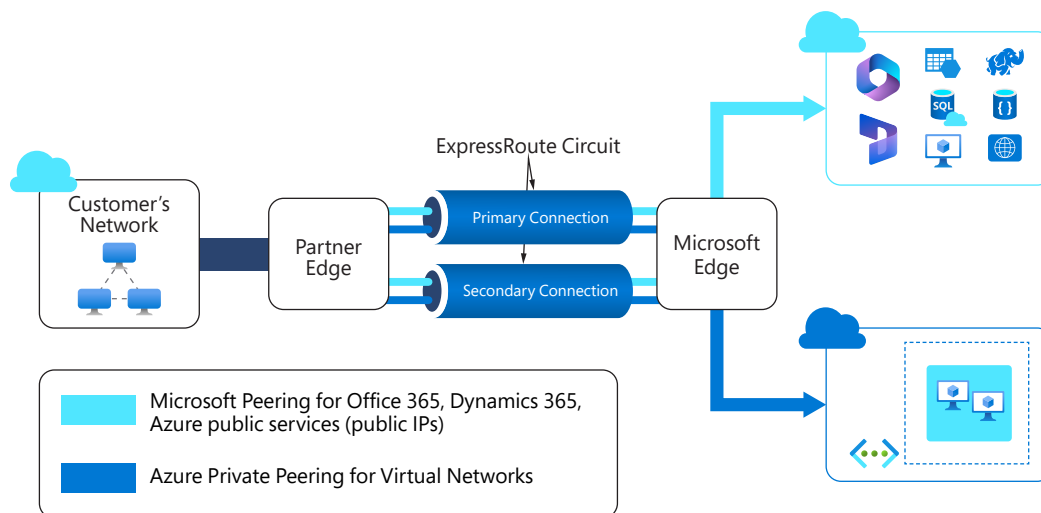 ExpressRoute Circuit
Customer's
Network
Partner
Edge
Primary Connection
Secondary Connection
Microsoft
Edge
SQL
{ }
Microsoft Peering for Office 365, Dynamics 365,
Azure public services (public IPs)
Azure Private Peering for Virtual Networks